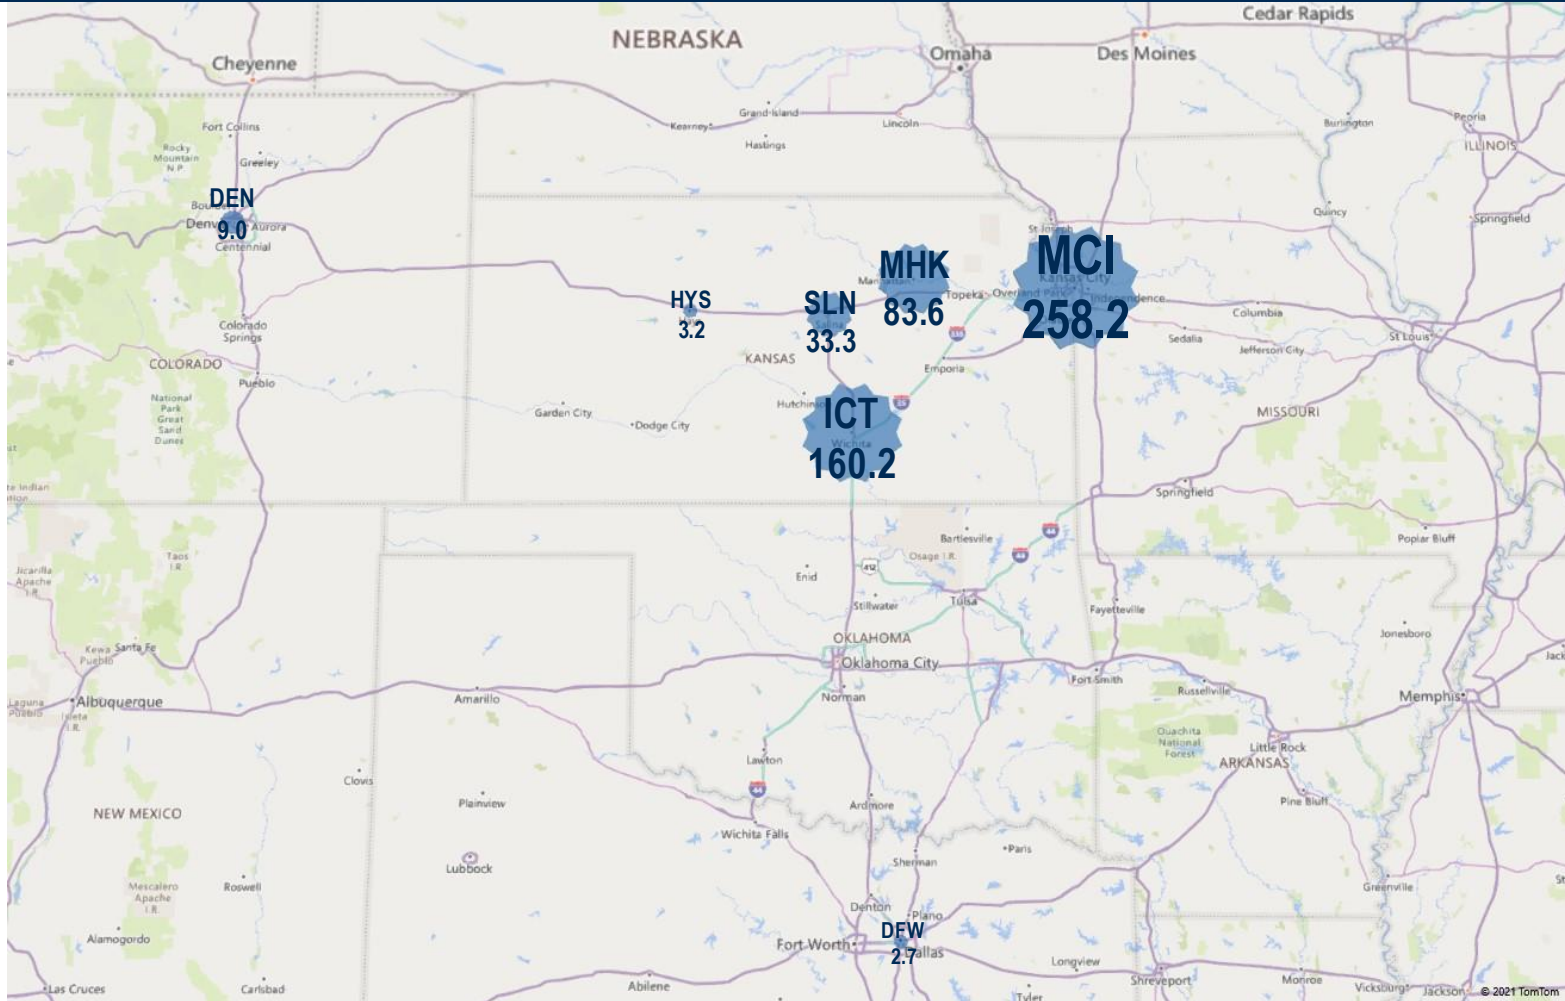 Cedar Rapids
NEBRASKA
Omaha
Des Moines
Cheyenne
Grand Island
Peoria
Fort Collins
Kearney
Lincoln
Burlington
Rocky
Mountain
N.P.
Hastings
ILLINOIS
Greeley
DEN
Quincy
Springfield
Aurora
9.0
Centennial
St Joseph
MCI
MHK
Kansas City
Topeka
Overland Park
Independence
HYS
SLN
258.2
83.6
Columbia
3.2
33.3
Colorado
Springs
Sedalia
St Louis
Jefferson City
KANSAS
COLORADO
Emporia
Pueblo
National
Park
Great
Sand
Dunes
Garden City
Dodge City
ICT
35
MISSOURI
Wichita
160.2
Springfield
44
Bartlesville
Poplar Bluff
Osage I.R.
44
Taos
I.R.
Jicarilla
Apache
I.R.
Enid
412
Stillwater
Tulsa
Fayetteville
OKLAHOMA
Jonesboro
Kewa
Pueblo
Santa Fe
Oklahoma City
Fort Smith
Russellville
Memphis
Laguna
Pueblo
Albuquerque
Isleta
I.R.
Amarillo
Norman
Ouachita
National
Forest
Little Rock
Lawton
ARKANSAS
Clovis
44
Plainview
Ardmore
Pine Bluff
NEW MEXICO
Wichita Falls
Paris
Lubbock
Sherman
Mescalero
Apache
I.R.
Roswell
Greenville
Denton
Plano
DFW
Alamogordo
Fort Worth
Dallas
2.7
Longview
Shreveport
Monroe
Las Cruces
Carlsbad
Abilene
Tyler
Vicksburg
Jackson
© 2021 TomTom